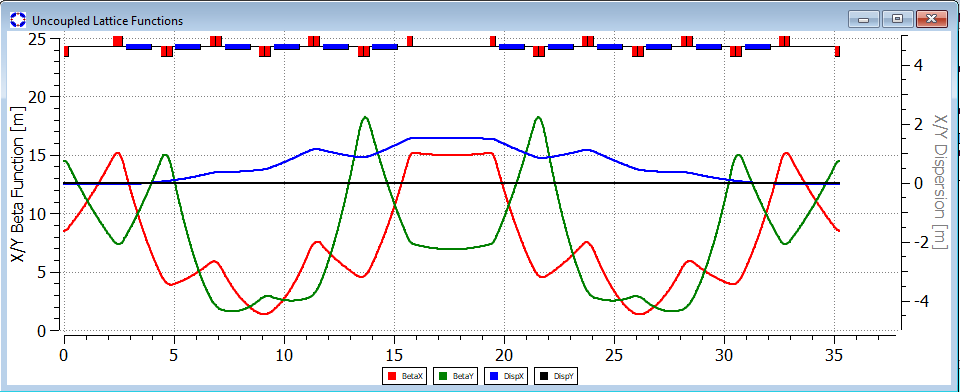 Uncoupled Lattice Functions
X/Y Beta Function [m]
25
20
15
10
5
0
0 5 10 15 20 25 30 35
4
2
0
-2
-4
X/Y Dispersion [m]
BetaX BetaY DispX DispY